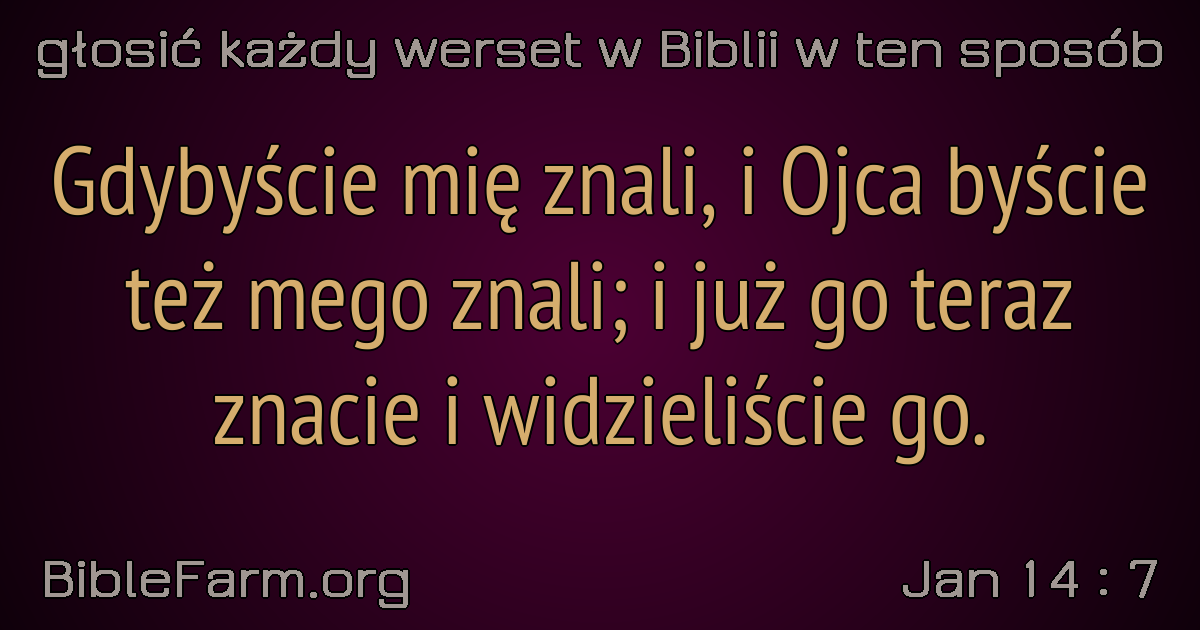 głosić każdy werset w Biblii w ten sposób
Gdybyście mię znali, i Ojca byście
też mego znali; i już go teraz
znacie i widzieliście go.
BibleFarm.org
Jan 14 : 7